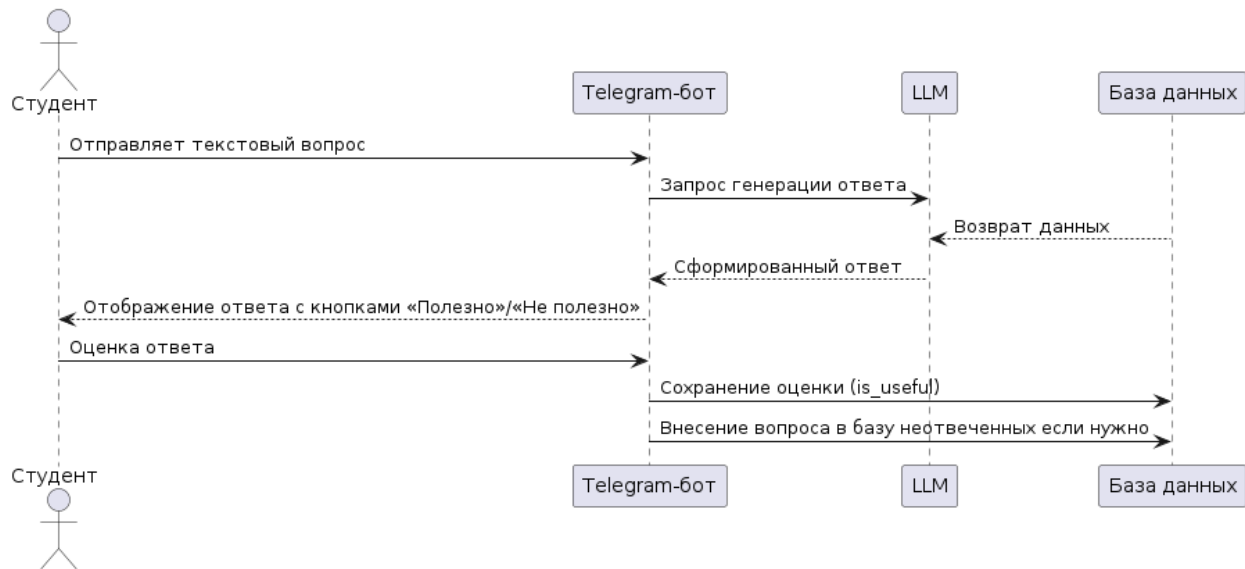 Студент
Telegram-бот
LLM
База данных
Отправляет текстовый вопрос
Запрос генерации ответа
Возврат данных
Сформированный ответ
Отображение ответа с кнопками «Полезно»/«Не полезно»
Оценка ответа
Сохранение оценки (is_useful)
Внесение вопроса в базу неотвеченных если нужно
Студент
Telegram-бот
LLM
База данных